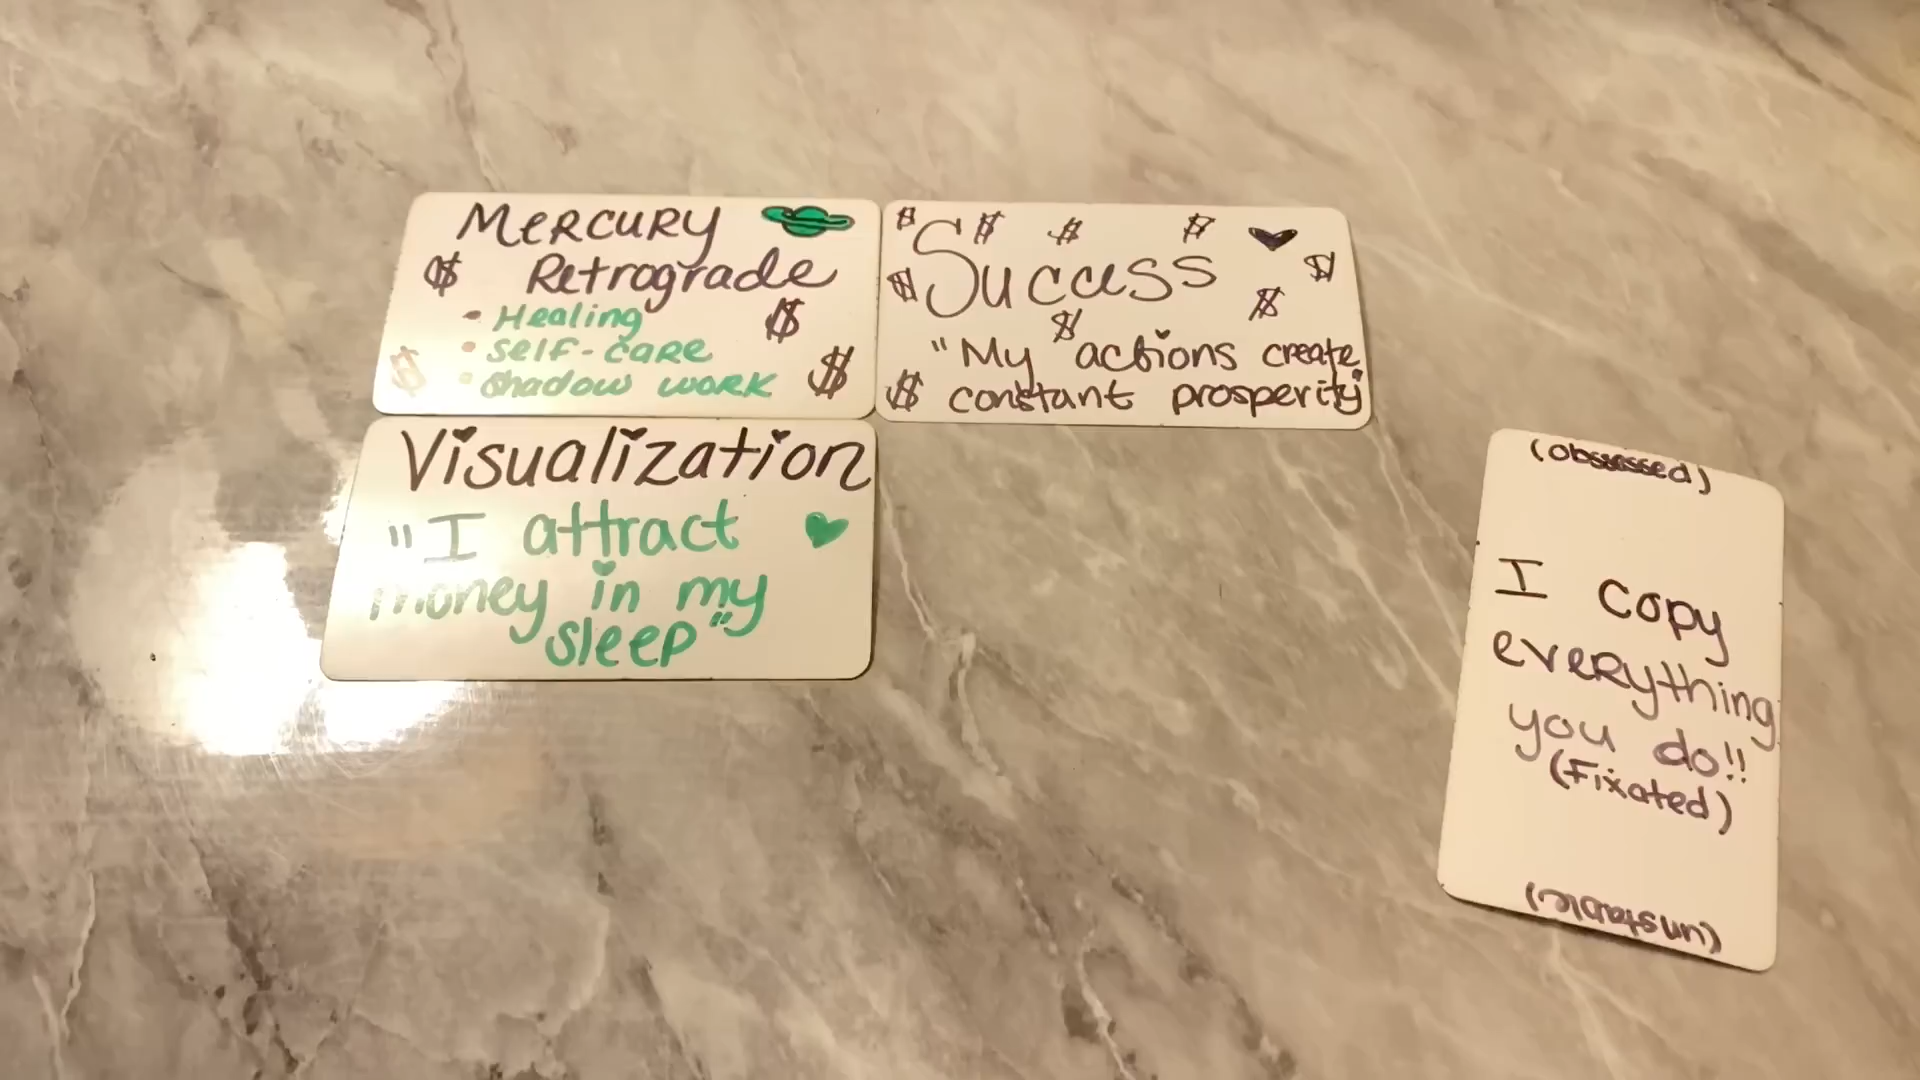 Mercury
Retrograde
• Healing
• Self-care
• Shadow work
$ $ $ $
Success
$ $ $ $ $ $ $ $ $
"My actions create
constant prosperity"
Visualization
"I attract
money in my
sleep"
(Obssessed)
I copy
everything
you do!!
(Fixated)
(unstable)